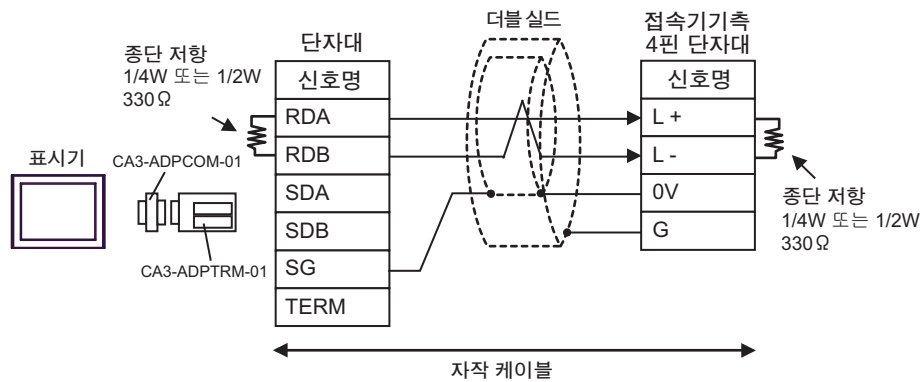 더블 실드
단자대
접속기기측
4핀 단자대
종단 저항
1/4W 또는 1/2W
330Ω
신호명
신호명
RDA
L +
RDB
L -
표시기
CA3-ADPCOM-01
SDA
0V
종단 저항
1/4W 또는 1/2W
330Ω
SDB
G
CA3-ADPTRM-01
SG
TERM
자작 케이블